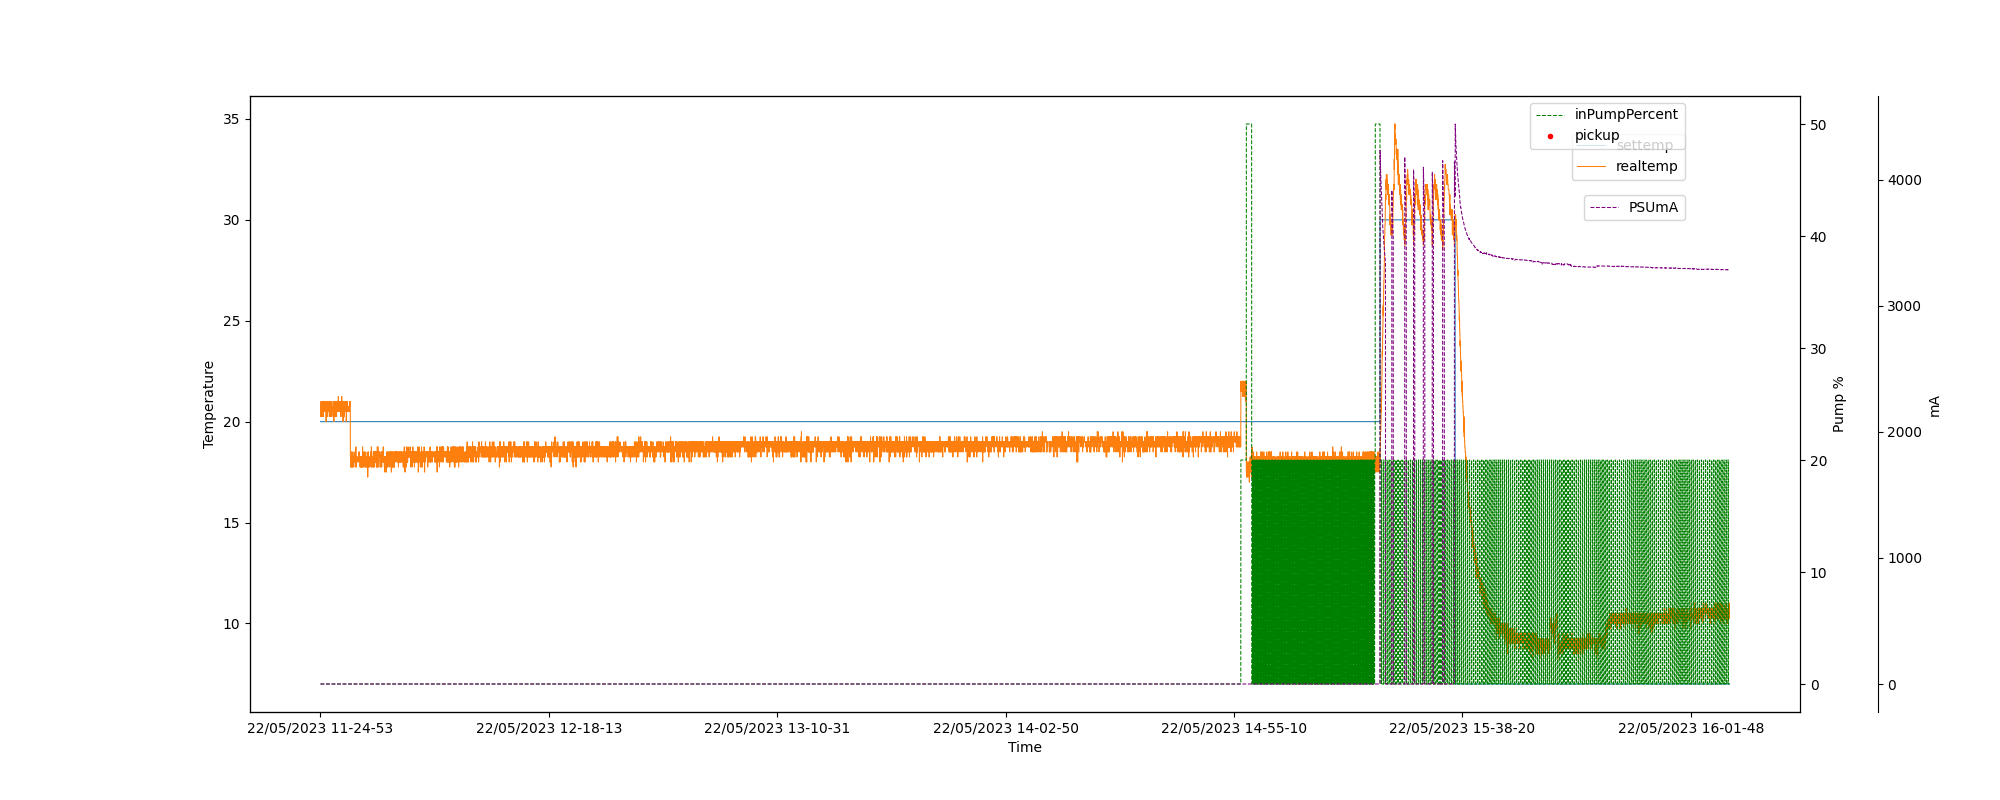 inPumpPercent
pickup
settemp
realtemp
PSUmA
35
30
25
20
15
10
Temperature
50
40
30
20
10
0
Pump %
4000
3000
2000
1000
0
mA
22/05/2023 11-24-53
22/05/2023 12-18-13
22/05/2023 13-10-31
22/05/2023 14-02-50
22/05/2023 14-55-10
22/05/2023 15-38-20
22/05/2023 16-01-48
Time